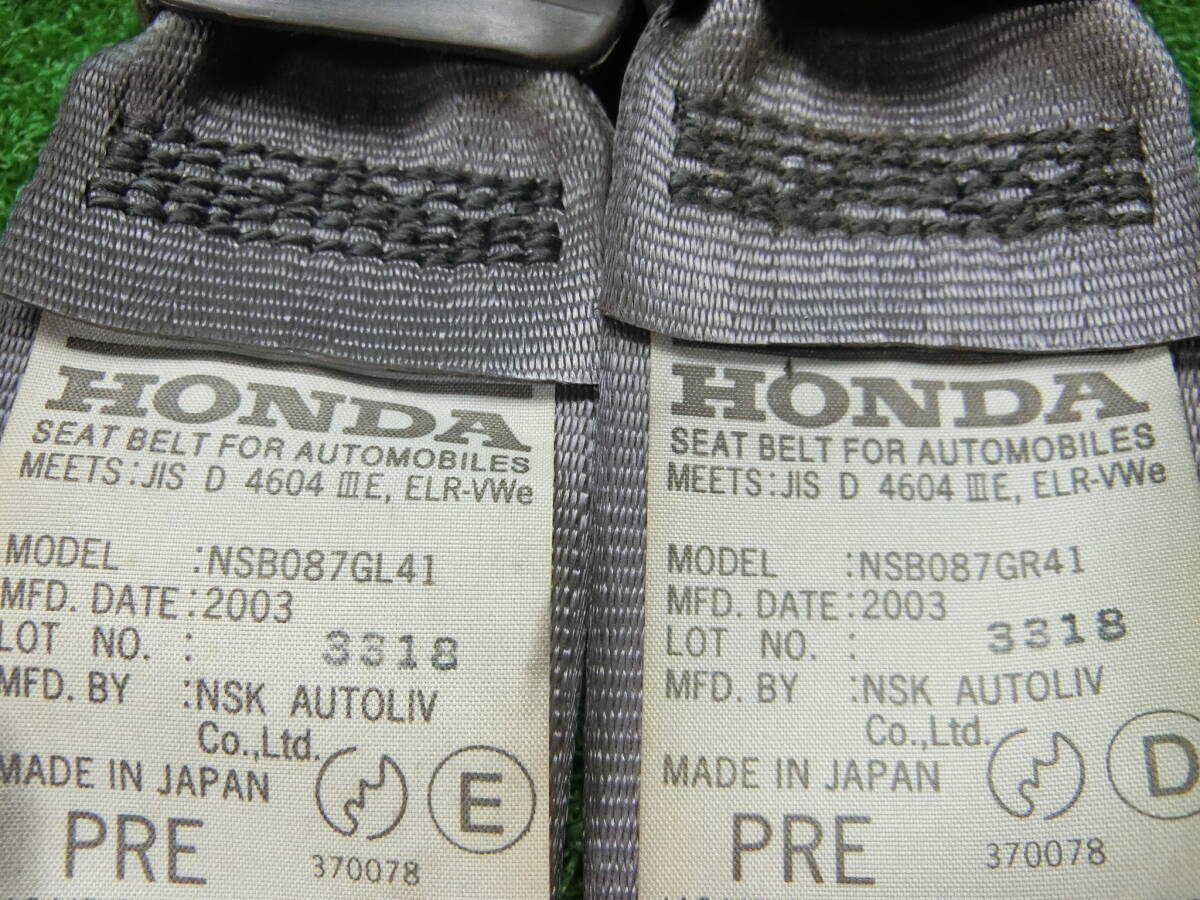 HONDA
SEAT BELT FOR AUTOMOBILES
MEETS:JIS D 4604 ⅢE, ELR-VWe
MODEL :NSB087GL41
MFD. DATE:2003
LOT NO. : 3318
MFD. BY :NSK AUTOLIV
Co.,Ltd.
MADE IN JAPAN
E
PRE
370078
HONDA
SEAT BELT FOR AUTOMOBILES
MEETS:JIS D 4604 ⅢE, ELR-VWe
MODEL :NSB087GR41
MFD. DATE:2003
LOT NO. : 3318
MFD. BY :NSK AUTOLIV
Co.,Ltd.
MADE IN JAPAN
D
PRE
370078